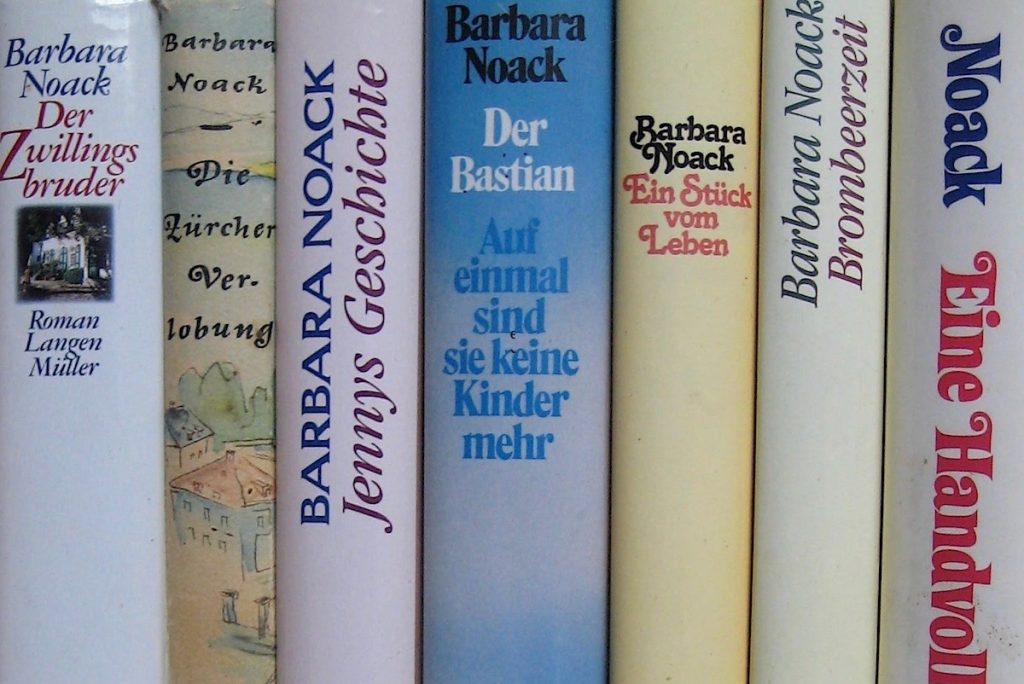 Barbara
Noack
Der
Zwillings
bruder
Roman
Langen
Müller
Barbara
Noack
Die
Zürcher
Ver-
lobung
BARBARA NOACK
Jennys Geschichte
Barbara
Noack
Der
Bastian
Auf
einmal
sind
sie keine
Kinder
mehr
Barbara
Noack
Ein Stück
vom
Leben
Barbara Noack
Brombeerzeit
Noack
Eine Handvoll